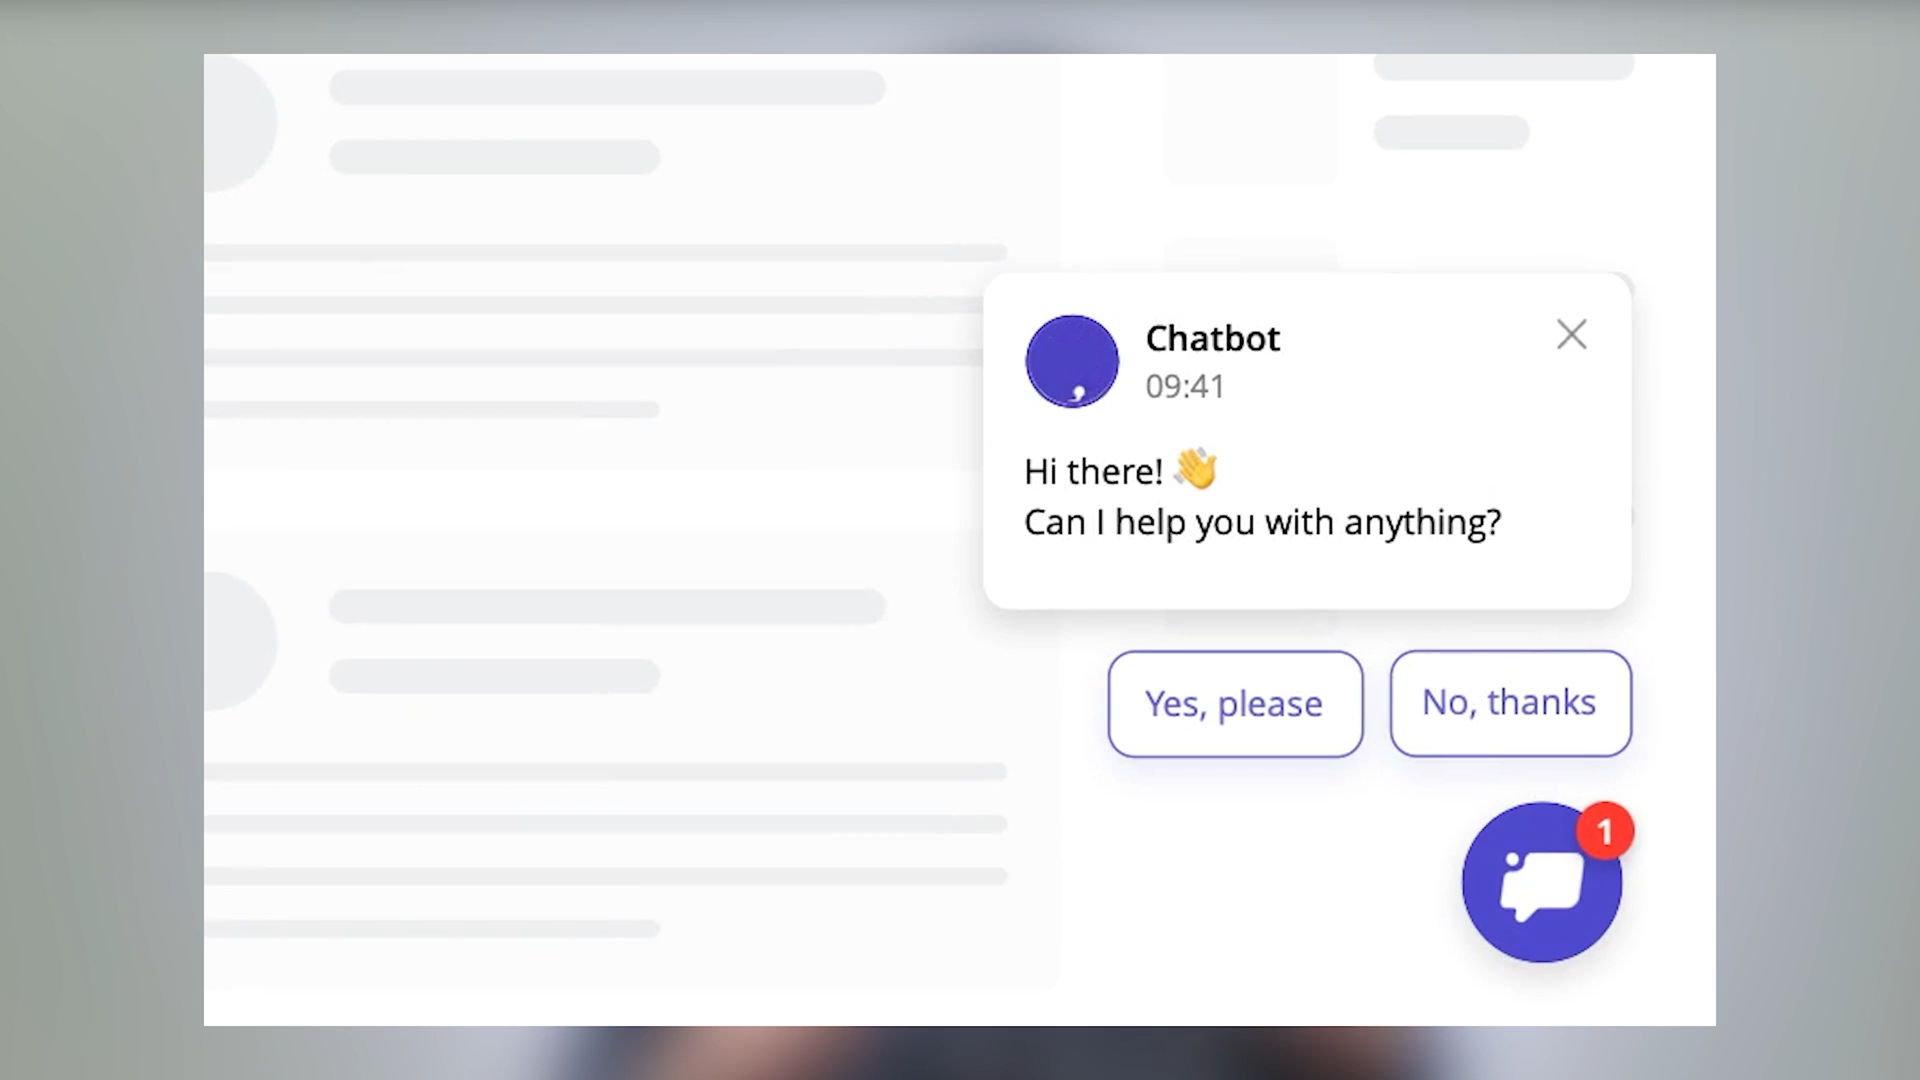 Chatbot
09:41
Hi there! 👋
Can I help you with anything?
Yes, please
No, thanks
1